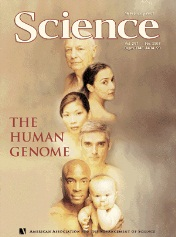 Science
THE
HUMAN
GENOME
AMERICAN ASSOCIATION FOR THE ADVANCEMENT OF SCIENCE